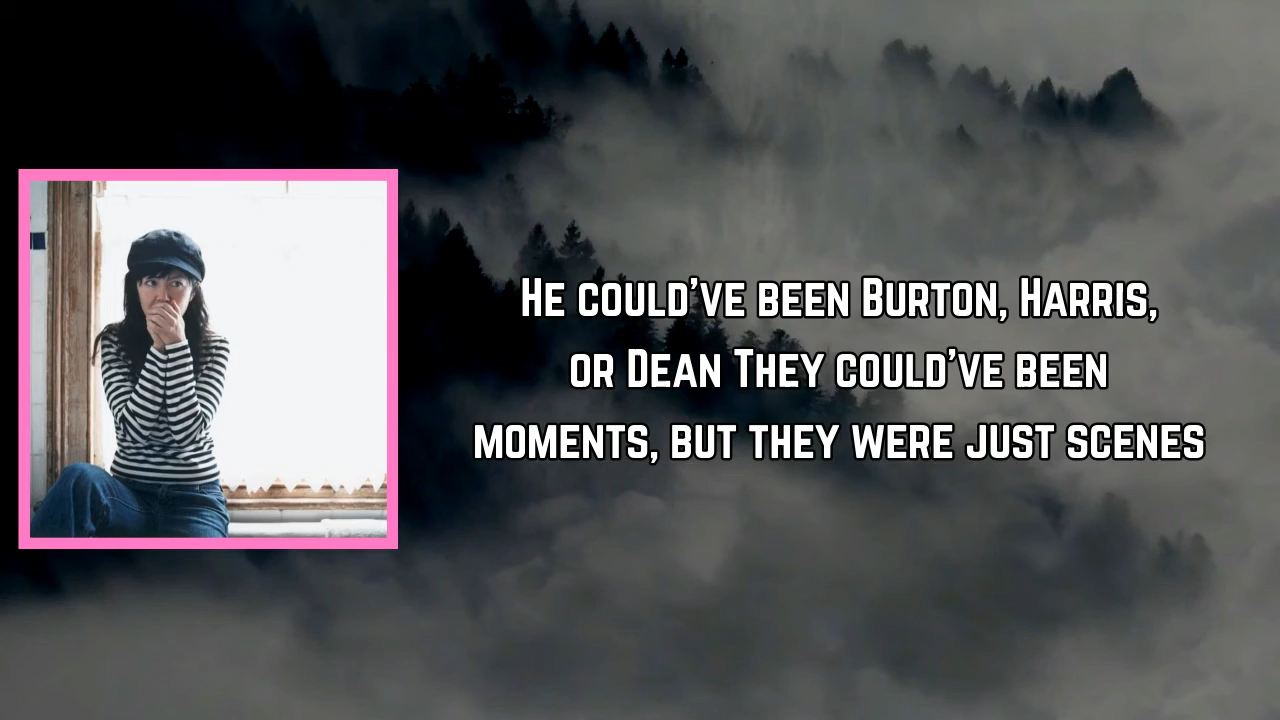 He could've been Burton, Harris,
or Dean They could've been
moments, but they were just scenes